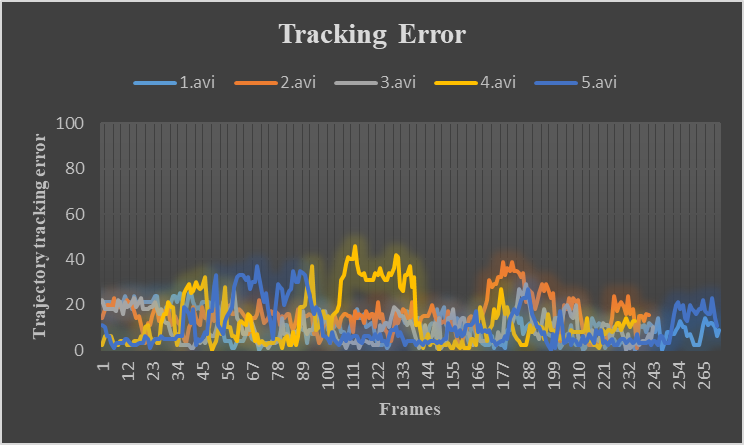 Tracking Error
1.avi 2.avi 3.avi 4.avi 5.avi
Trajectory tracking error
100
80
60
40
20
0
1 12 23 34 45 56 67 78 89 100 111 122 133 144 155 166 177 188 199 210 221 232 243 254 265
Frames